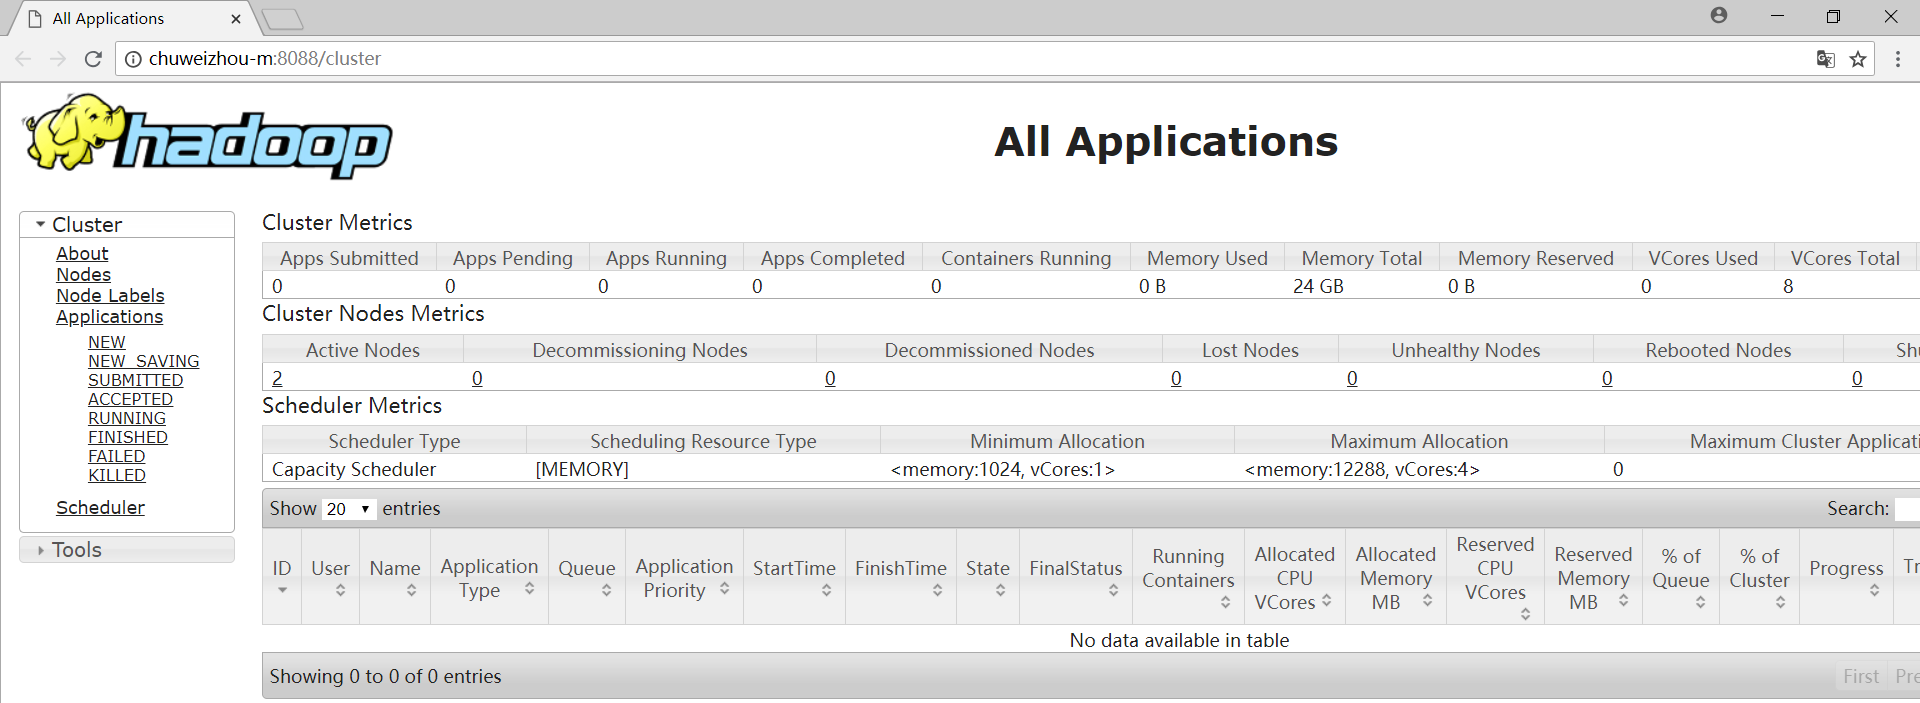 All Applications
chuweizhou-m:8088/cluster
hadoop
All Applications
Cluster
About
Nodes
Node Labels
Applications
NEW
NEW_SAVING
SUBMITTED
ACCEPTED
RUNNING
FINISHED
FAILED
KILLED
Scheduler
Tools
Cluster Metrics
Apps Submitted Apps Pending Apps Running Apps Completed Containers Running Memory Used Memory Total Memory Reserved VCores Used VCores Total
0 0 0 0 0 0 B 24 GB 0 B 0 8
Cluster Nodes Metrics
Active Nodes Decommissioning Nodes Decommissioned Nodes Lost Nodes Unhealthy Nodes Rebooted Nodes Shu
2 0 0 0 0 0 0
Scheduler Metrics
Scheduler Type Scheduling Resource Type Minimum Allocation Maximum Allocation Maximum Cluster Applicati
Capacity Scheduler [MEMORY] <memory:1024, vCores:1> <memory:12288, vCores:4> 0
Show 20 entries Search:
ID User Name Application Type Queue Application Priority StartTime FinishTime State FinalStatus Running Containers Allocated CPU VCores Allocated Memory MB Reserved CPU VCores Reserved Memory MB % of Queue % of Cluster Progress Tr
No data available in table
Showing 0 to 0 of 0 entries First Pre